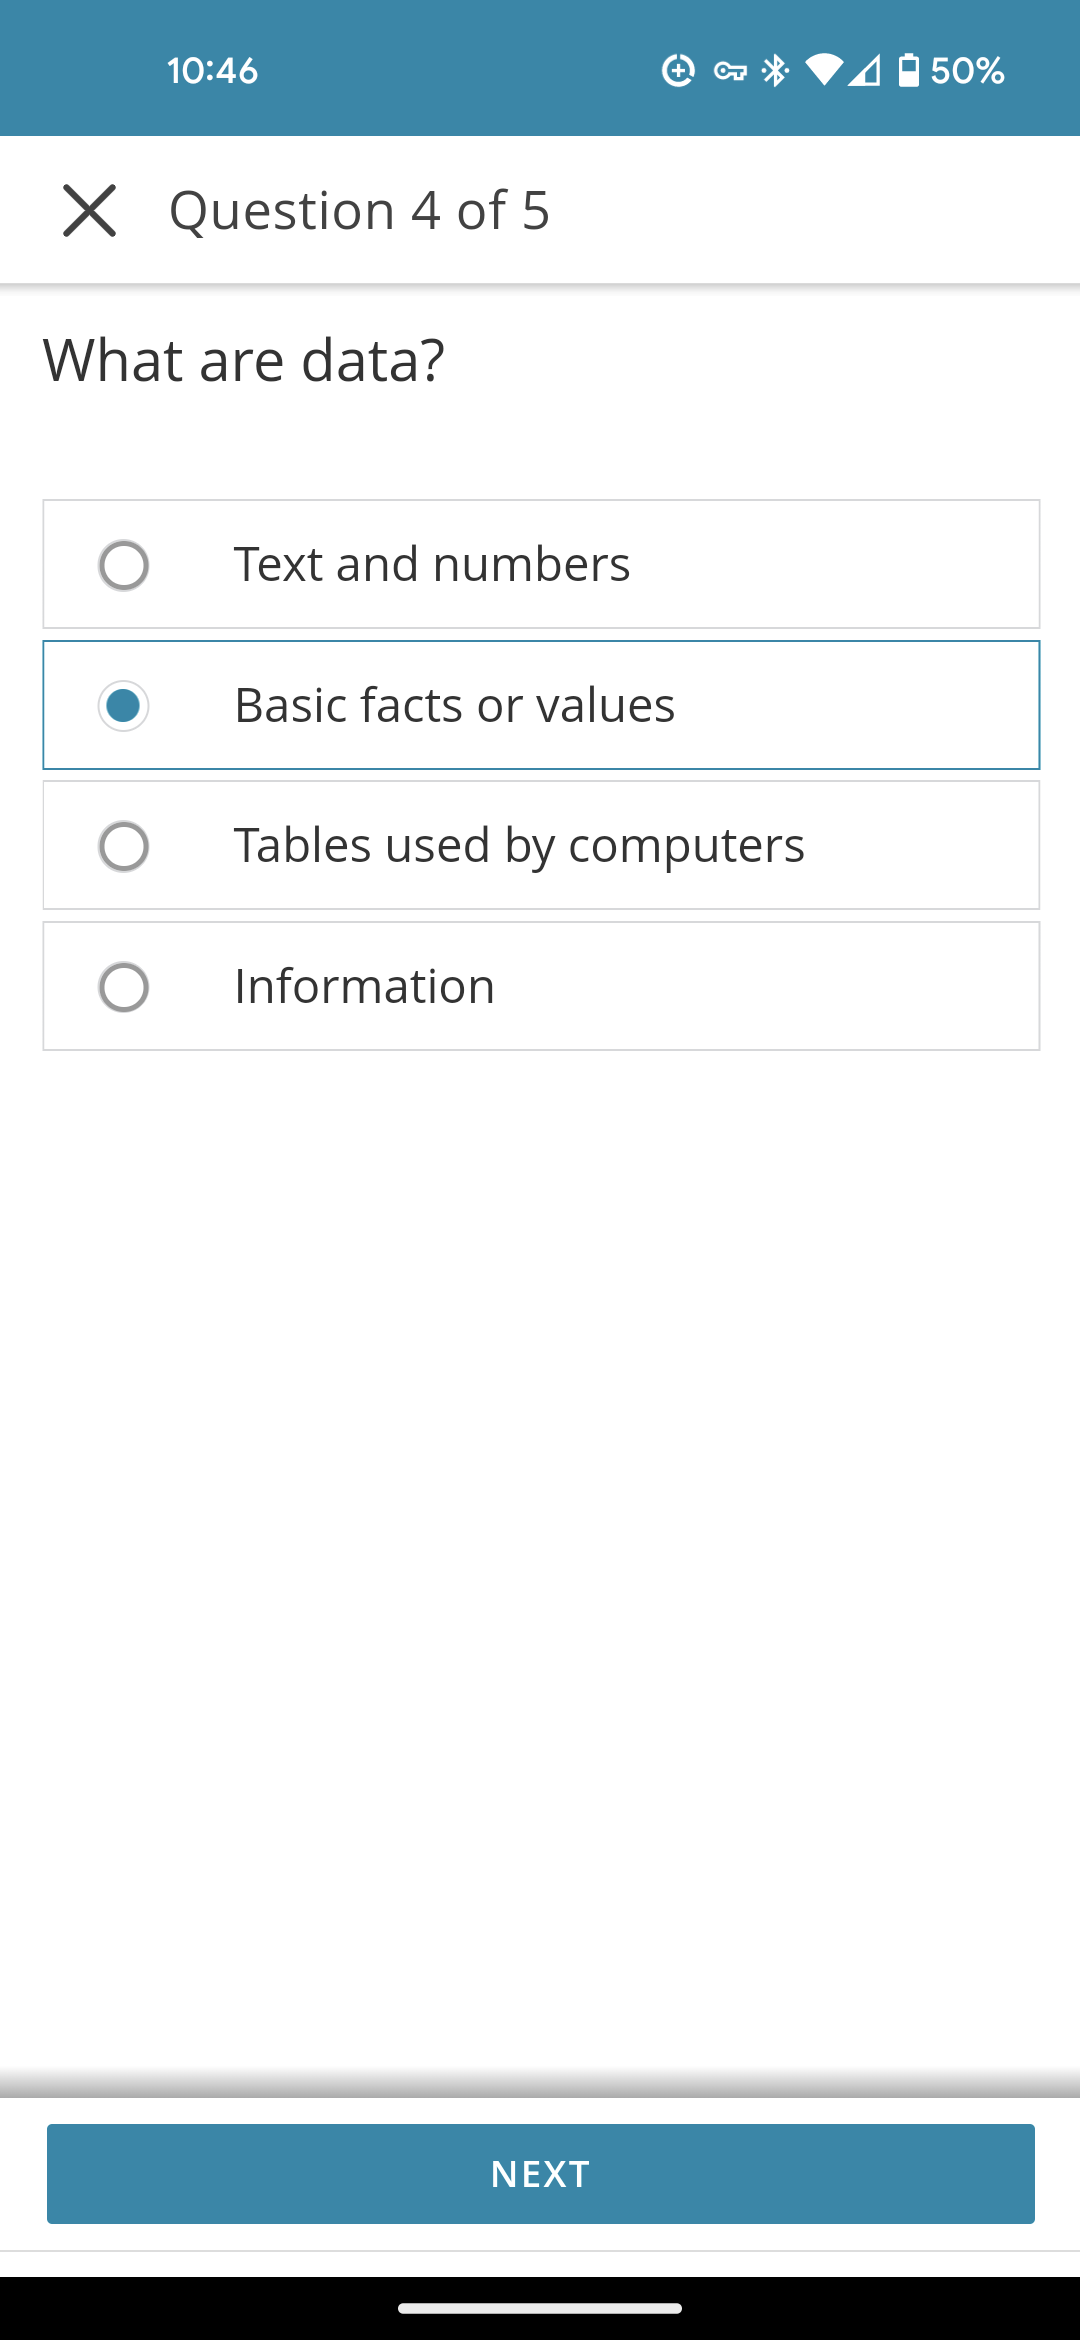 10:46
50%
Question 4 of 5
What are data?
Text and numbers
Basic facts or values
Tables used by computers
Information
NEXT